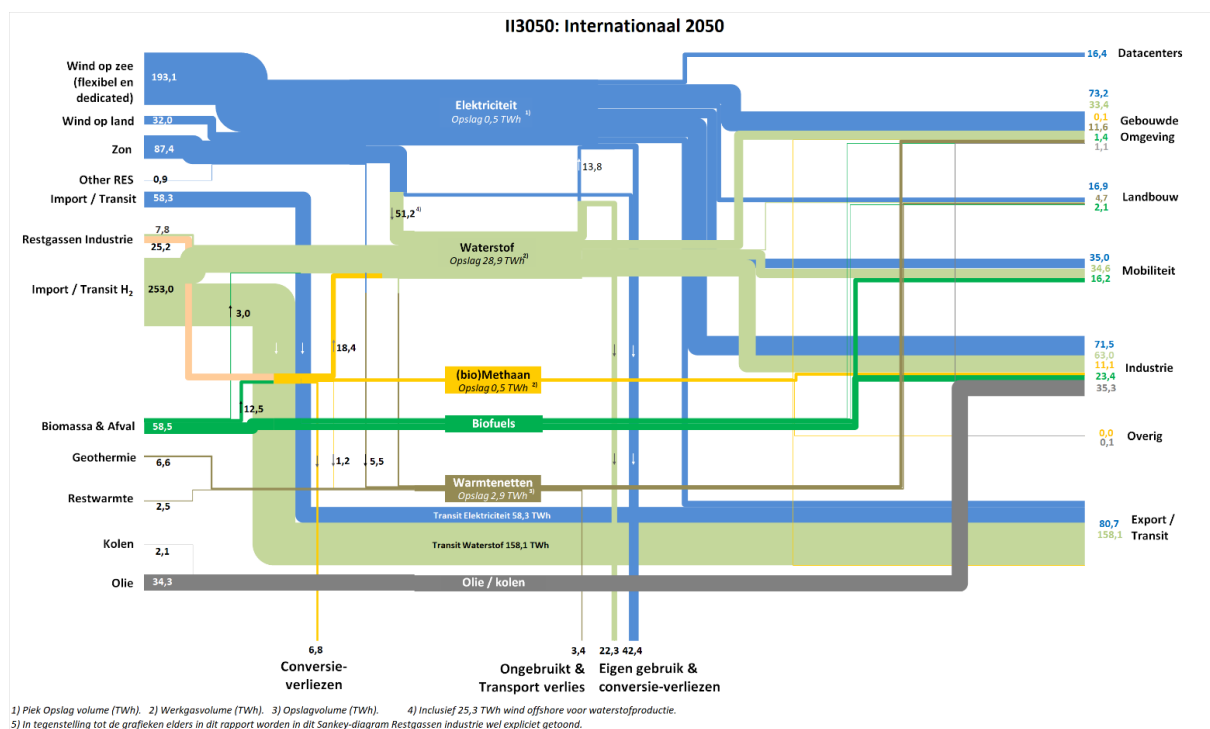 II3050: Internationaal 2050
Wind op zee
(flexibel en
dedicated)
193,1
Wind op land
32,0
Zon
87,4
Other RES
0,9
Import / Transit
58,3
Restgassen Industrie
7,8
25,2
Import / Transit H2
253,0
Biomassa & Afval
58,5
Geothermie
6,6
Restwarmte
2,5
Kolen
2,1
Olie
34,3
Elektriciteit
Opslag 0,5 TWh 1)
13,8
51,2 4)
Waterstof
Opslag 28,9 TWh 2)
3,0
18,4
(bio)Methaan
Opslag 0,5 TWh 2)
12,5
Biofuels
1,2
5,5
Warmtenetten
Opslag 2,9 TWh 3)
Transit Elektriciteit 58,3 TWh
Transit Waterstof 158,1 TWh
Olie / kolen
16,4
Datacenters
73,2
33,4
0,1
11,6
1,4
1,1
Gebouwde
Omgeving
16,9
4,7
2,1
Landbouw
35,0
34,6
16,2
Mobiliteit
71,5
63,0
11,1
23,4
35,3
Industrie
0,0
0,1
Overig
80,7
158,1
Export /
Transit
6,8
Conversie-
verliezen
3,4
Ongebruikt &
Transport verlies
22,3 42,4
Eigen gebruik &
conversie-verliezen
1) Piek Opslag volume (TWh). 2) Werkgasvolume (TWh). 3) Opslagvolume (TWh). 4) Inclusief 25,3 TWh wind offshore voor waterstofproductie.
5) In tegenstelling tot de grafieken elders in dit rapport worden in dit Sankey-diagram Restgassen industrie wel expliciet getoond.